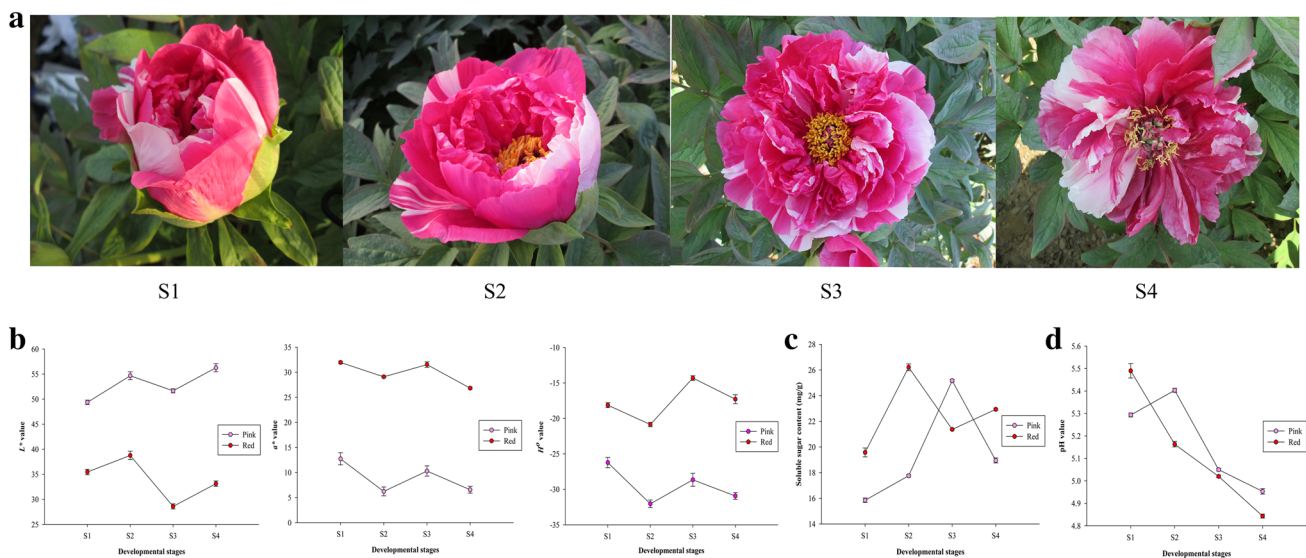 a
S1
S2
S3
S4
b
L* value
60
55
50
45
40
35
30
25
Pink
Red
S1
S2
S3
S4
Developmental stages
a* value
35
30
25
20
15
10
5
0
Pink
Red
S1
S2
S3
S4
Developmental stages
H° value
-10
-15
-20
-25
-30
-35
Pink
Red
S1
S2
S3
S4
Developmental stages
c
Soluble sugar content (mg/g)
28
26
24
22
20
18
16
14
Pink
Red
S1
S2
S3
S4
Developmental stages
d
pH value
5.6
5.5
5.4
5.3
5.2
5.1
5.0
4.9
4.8
Pink
Red
S1
S2
S3
S4
Developmental stages